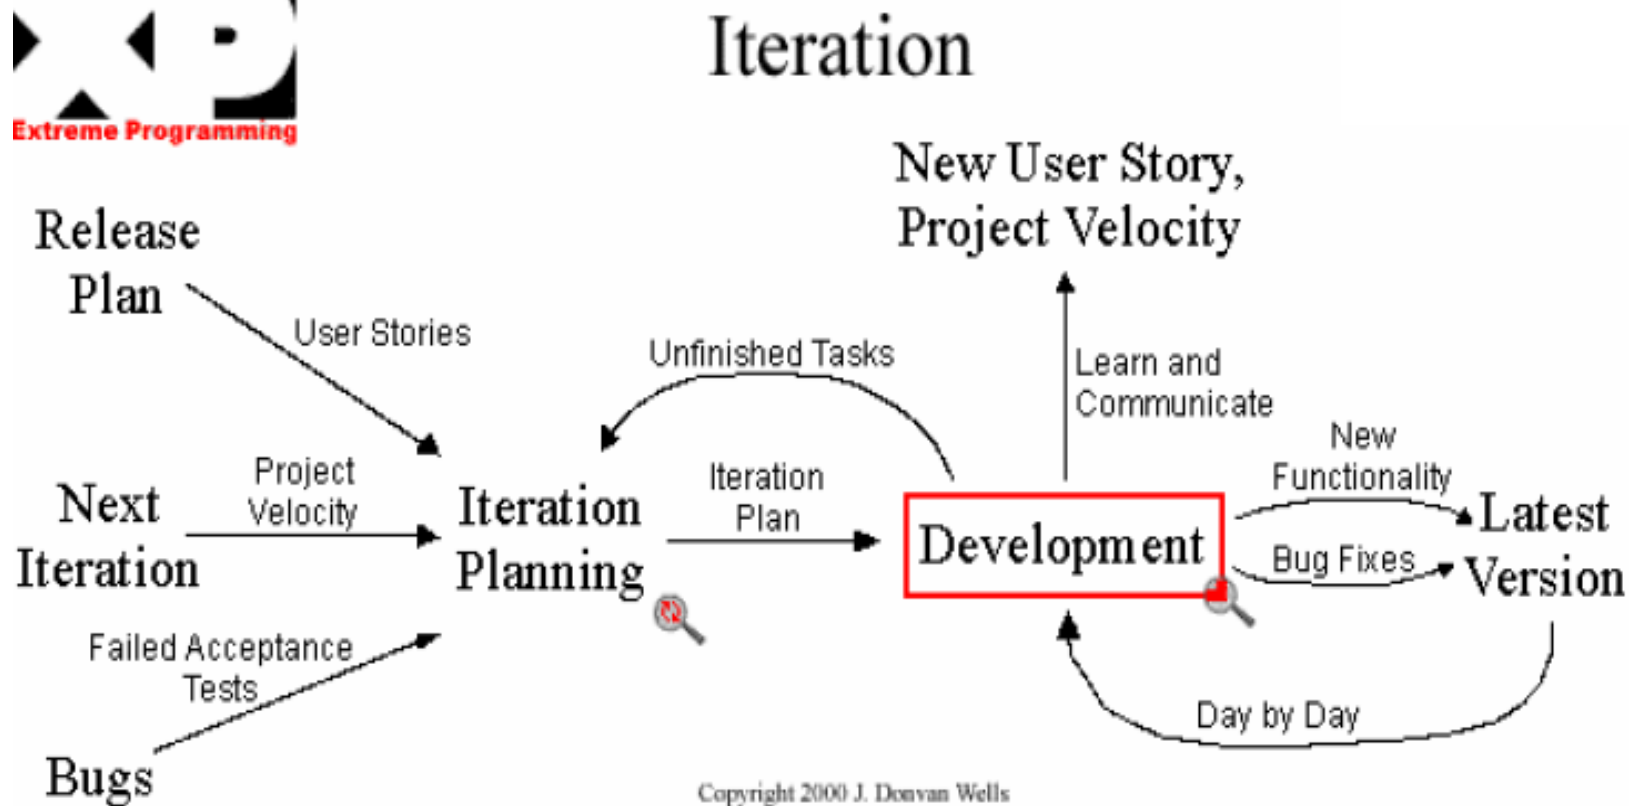 XP
Extreme Programming
Iteration
New User Story,
Project Velocity
Release
Plan
User Stories
Unfinished Tasks
Learn and
Communicate
New
Functionality
Project
Velocity
Iteration
Plan
Next
Iteration
Iteration
Planning
Development
Latest
Version
Bug Fixes
Failed Acceptance
Tests
Day by Day
Bugs
Copyright 2000 J. Donvan Wells